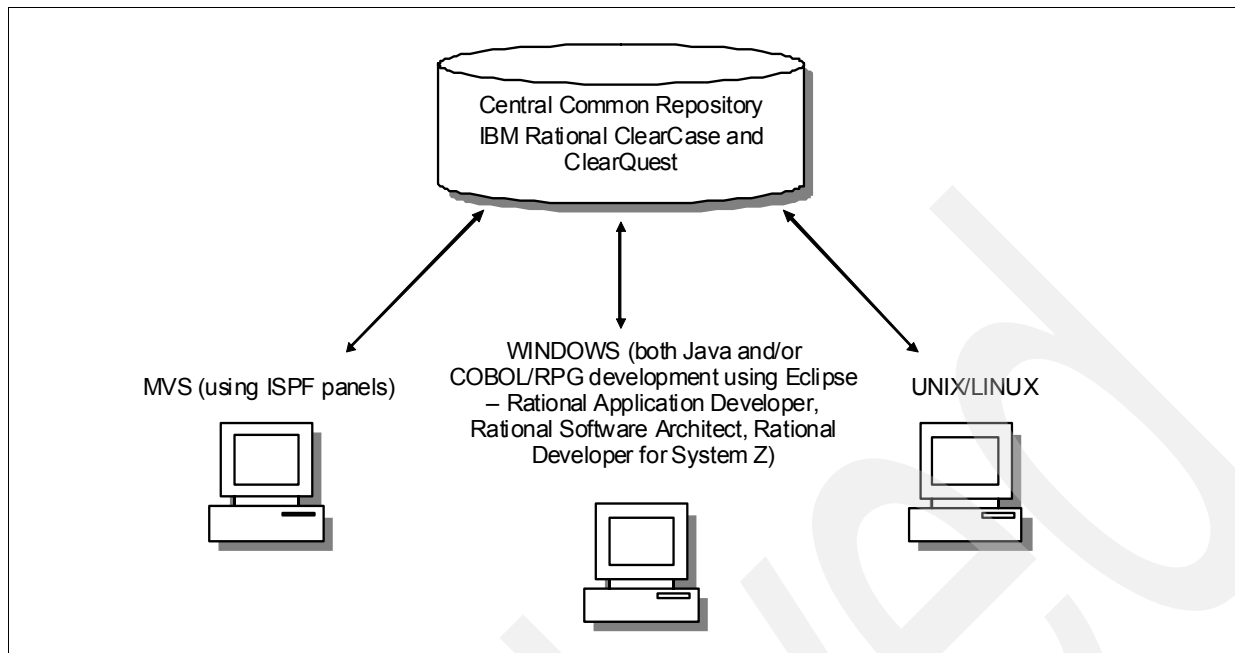 Central Common Repository
IBM Rational ClearCase and
ClearQuest
MVS (using ISPF panels)
WINDOWS (both Java and/or
COBOL/RPG development using Eclipse
– Rational Application Developer,
Rational Software Architect, Rational
Developer for System Z)
UNIX/LINUX